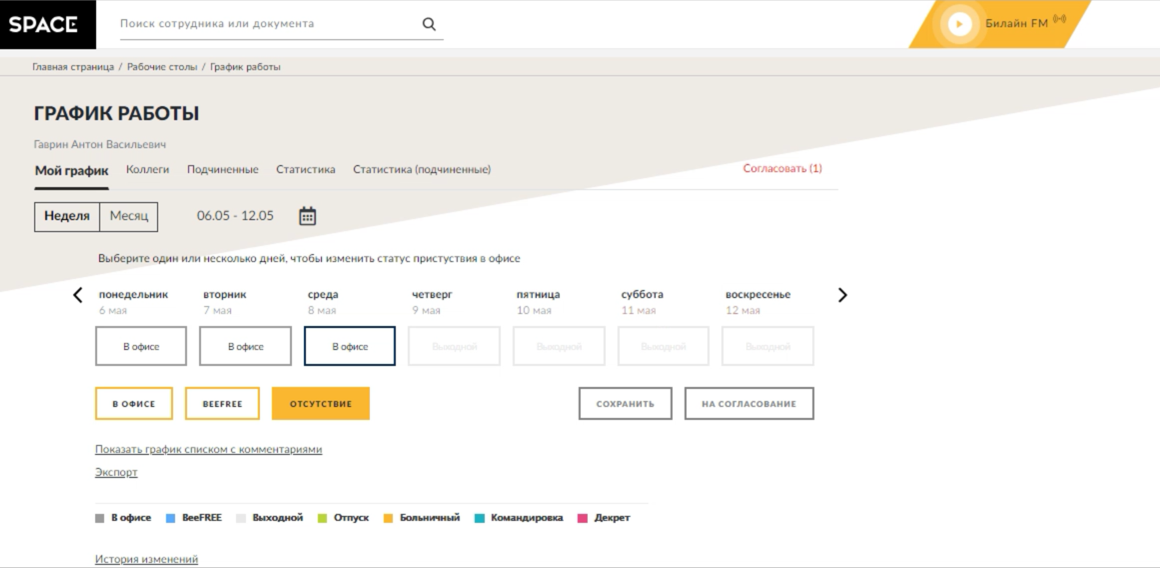 SPACE
Поиск сотрудника или документа
Билайн FM
Главная страница / Рабочие столы / График работы
ГРАФИК РАБОТЫ
Гаврин Антон Васильевич
Мой график Коллеги Подчиненные Статистика Статистика (подчиненные) Согласовать (1)
Неделя Месяц 06.05 - 12.05
Выберите один или несколько дней, чтобы изменить статус пристуствия в офисе
понедельник вторник среда четверг пятница суббота воскресенье
6 мая 7 мая 8 мая 9 мая 10 мая 11 мая 12 мая
В офисе В офисе В офисе Выходной Выходной Выходной Выходной
В ОФИСЕ BEEFREE ОТСУТСТВИЕ СОХРАНИТЬ НА СОГЛАСОВАНИЕ
Показать график списком с комментариями
Экспорт
В офисе BeeFREE Выходной Отпуск Больничный Командировка Декрет
История изменений